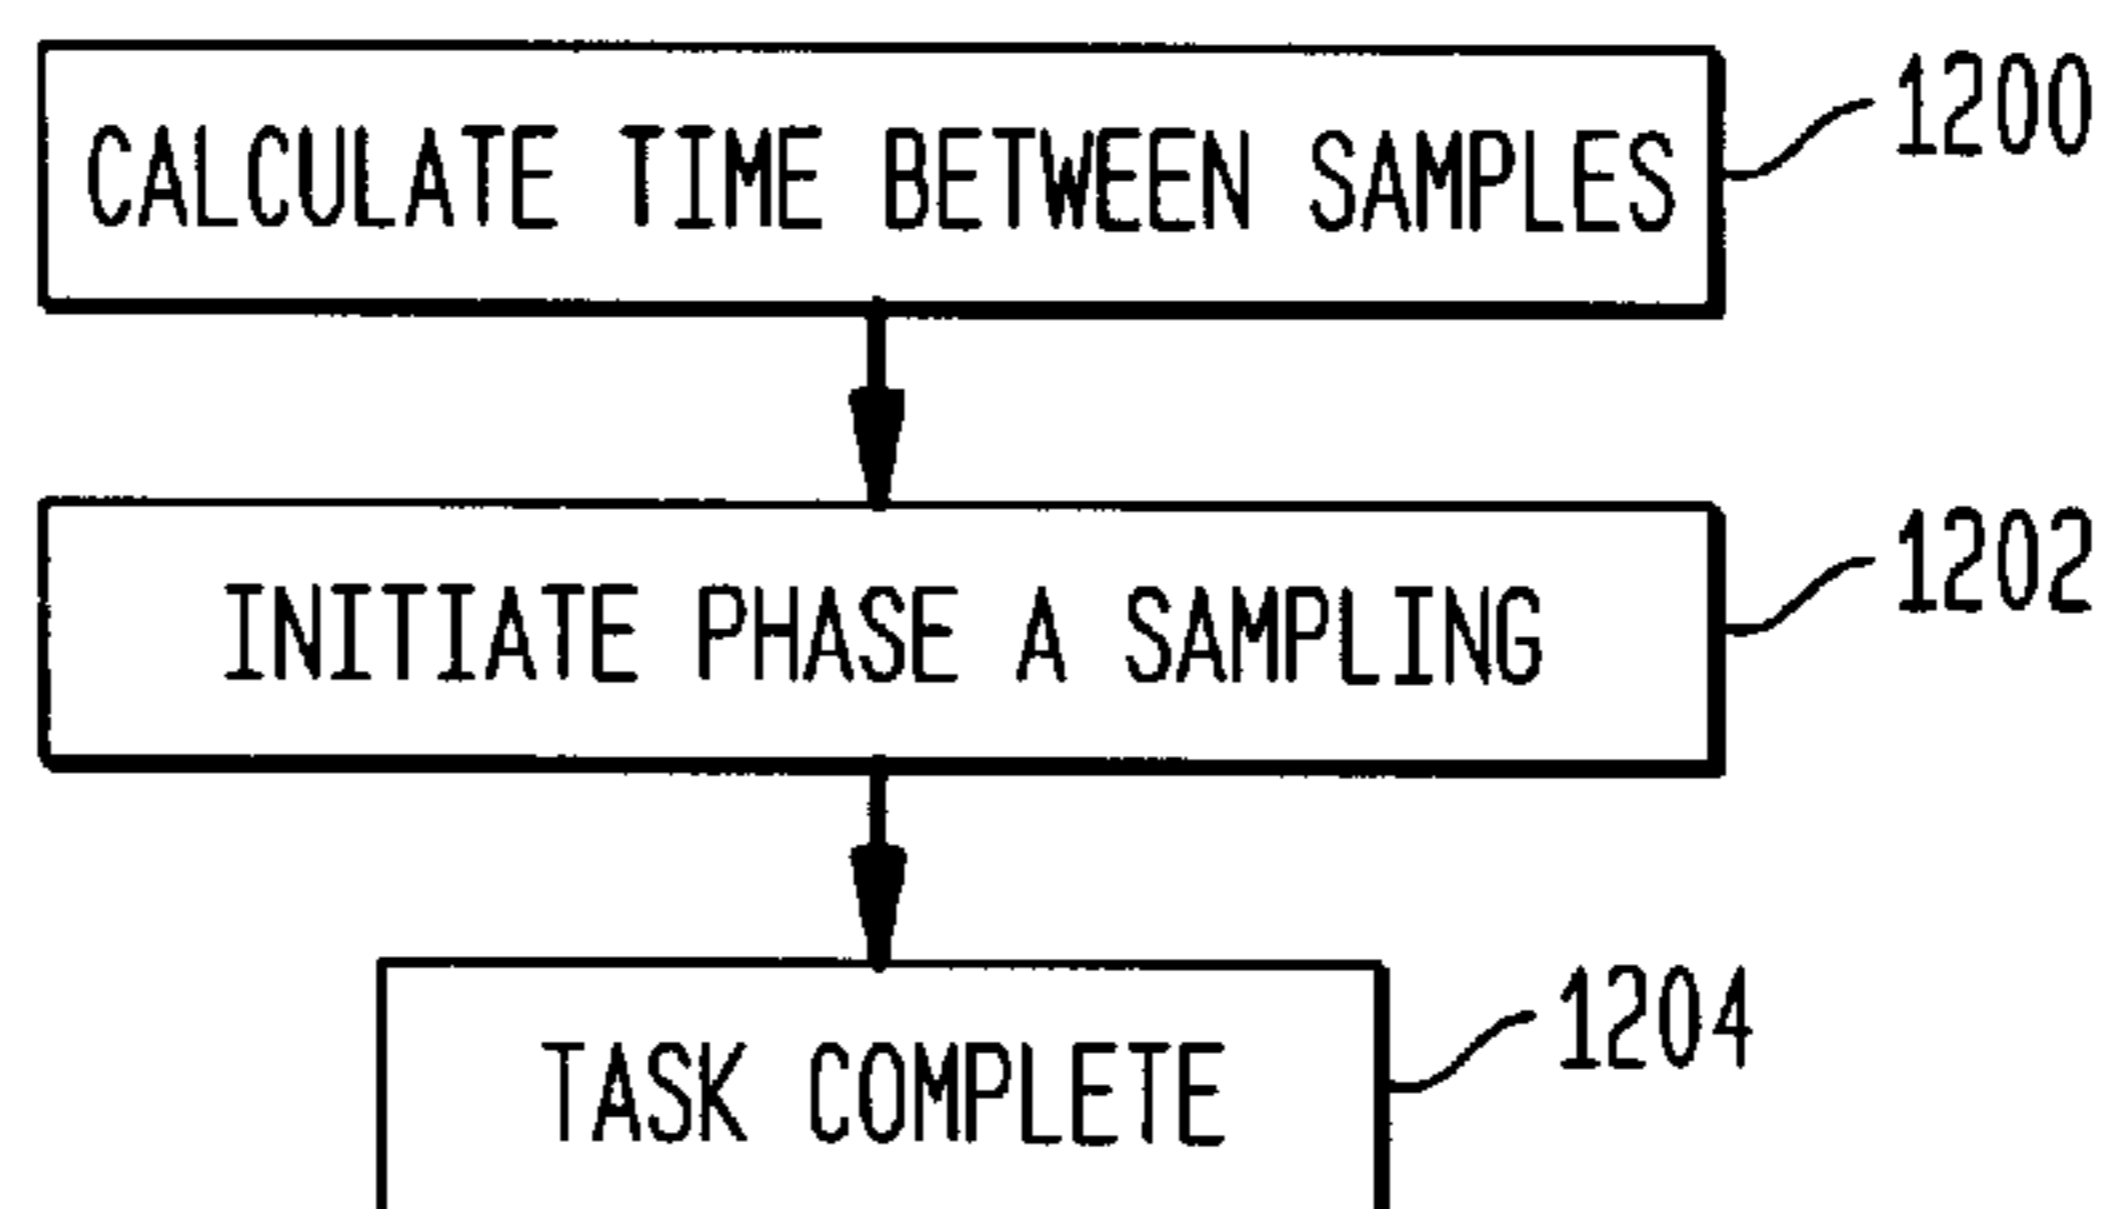 CALCULATE TIME BETWEEN SAMPLES 1200
INITIATE PHASE A SAMPLING 1202
TASK COMPLETE 1204